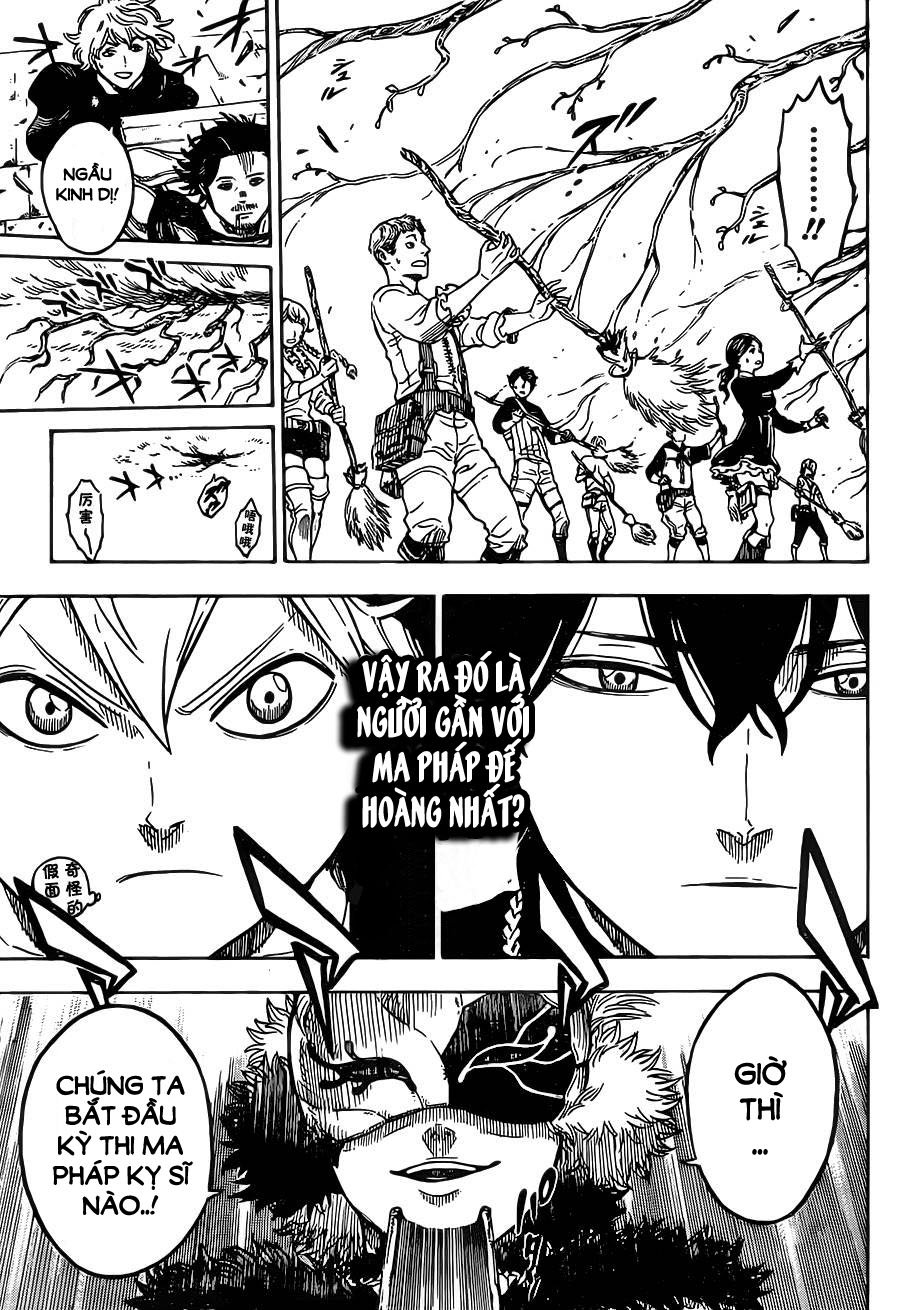 .........!!
NGẦU
KINH DỊ!
唔哦哦
厉害~
VẬY RA ĐÓ LÀ
NGƯỜI GẦN VỚI
MA PHÁP ĐẾ
HOÀNG NHẤT?
奇怪的
假面
GIỜ
THÌ
...
CHÚNG TA
BẮT ĐẦU
KỲ THI MA
PHÁP KỴ SĨ
NÀO..!